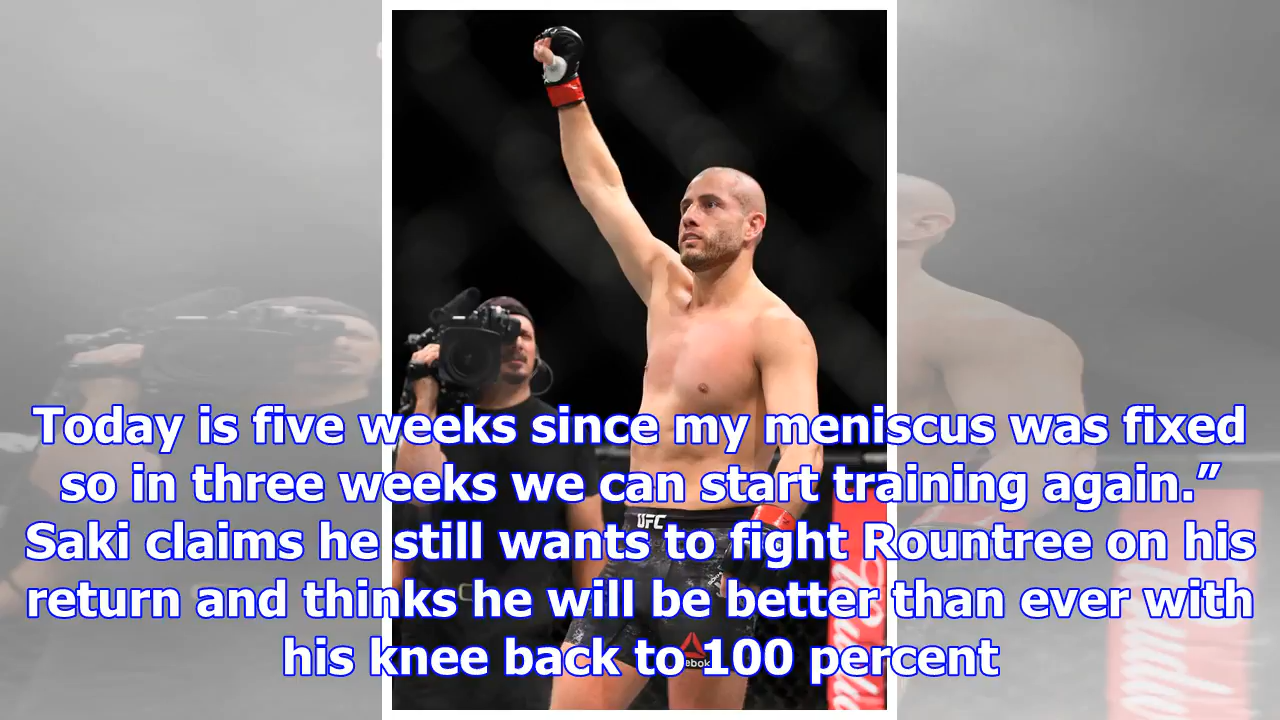 Today is five weeks since my meniscus was fixed
so in three weeks we can start training again.”
Saki claims he still wants to fight Rountree on his
return and thinks he will be better than ever with
his knee back to 100 percent
UFC